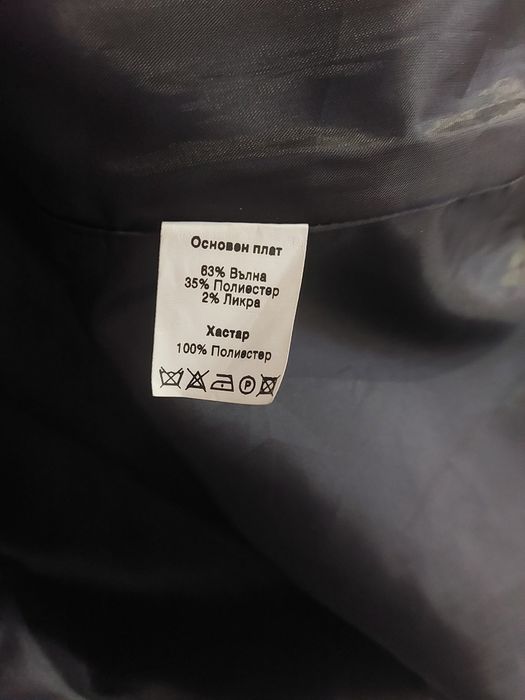 Основен плат
63% Вълна
35% Полиестер
2% Ликра
Хастар
100% Полиестер
P